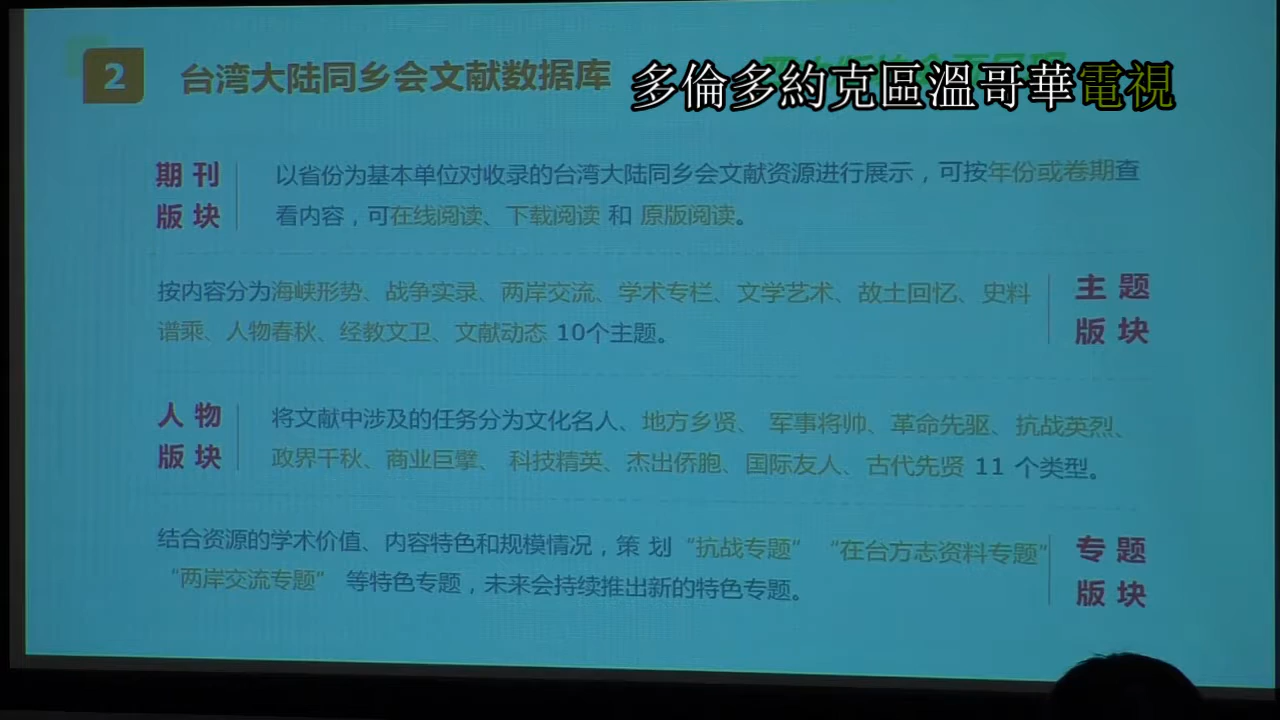 2 台湾大陆同乡会文献数据库
多倫多約克區溫哥華電視
期刊
版块
以省份为基本单位对收录的台湾大陆同乡会文献资源进行展示，可按年份或卷期查
看内容，可在线阅读、下载阅读 和 原版阅读。
按内容分为海峡形势、战争实录、两岸交流、学术专栏、文学艺术、故土回忆、史料
谱乘、人物春秋、经教文卫、文献动态 10个主题。
主题
版块
人物
版块
将文献中涉及的任务分为文化名人、地方乡贤、 军事将帅、革命先驱、抗战英烈、
政界千秋、商业巨擘、 科技精英、杰出侨胞、国际友人、古代先贤 11 个类型。
结合资源的学术价值、内容特色和规模情况，策 划“抗战专题” “在台方志资料专题”
“两岸交流专题” 等特色专题，未来会持续推出新的特色专题。
专题
版块